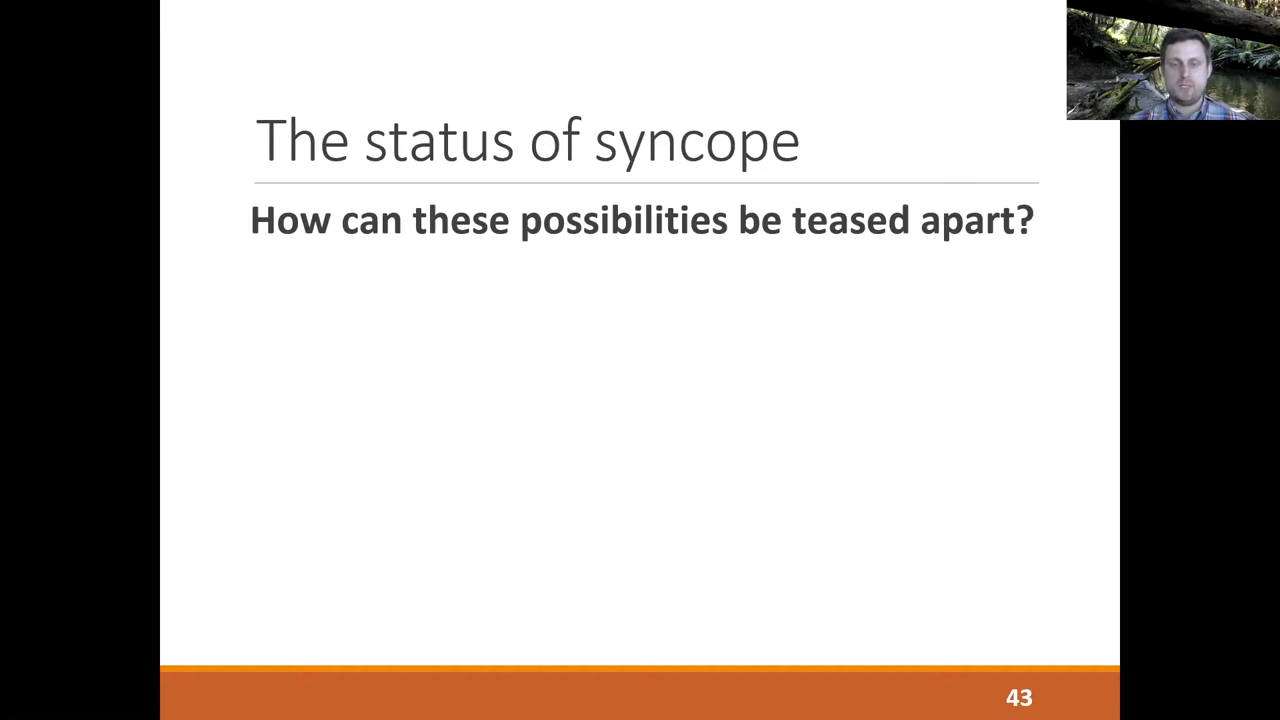 The status of syncope
How can these possibilities be teased apart?
43